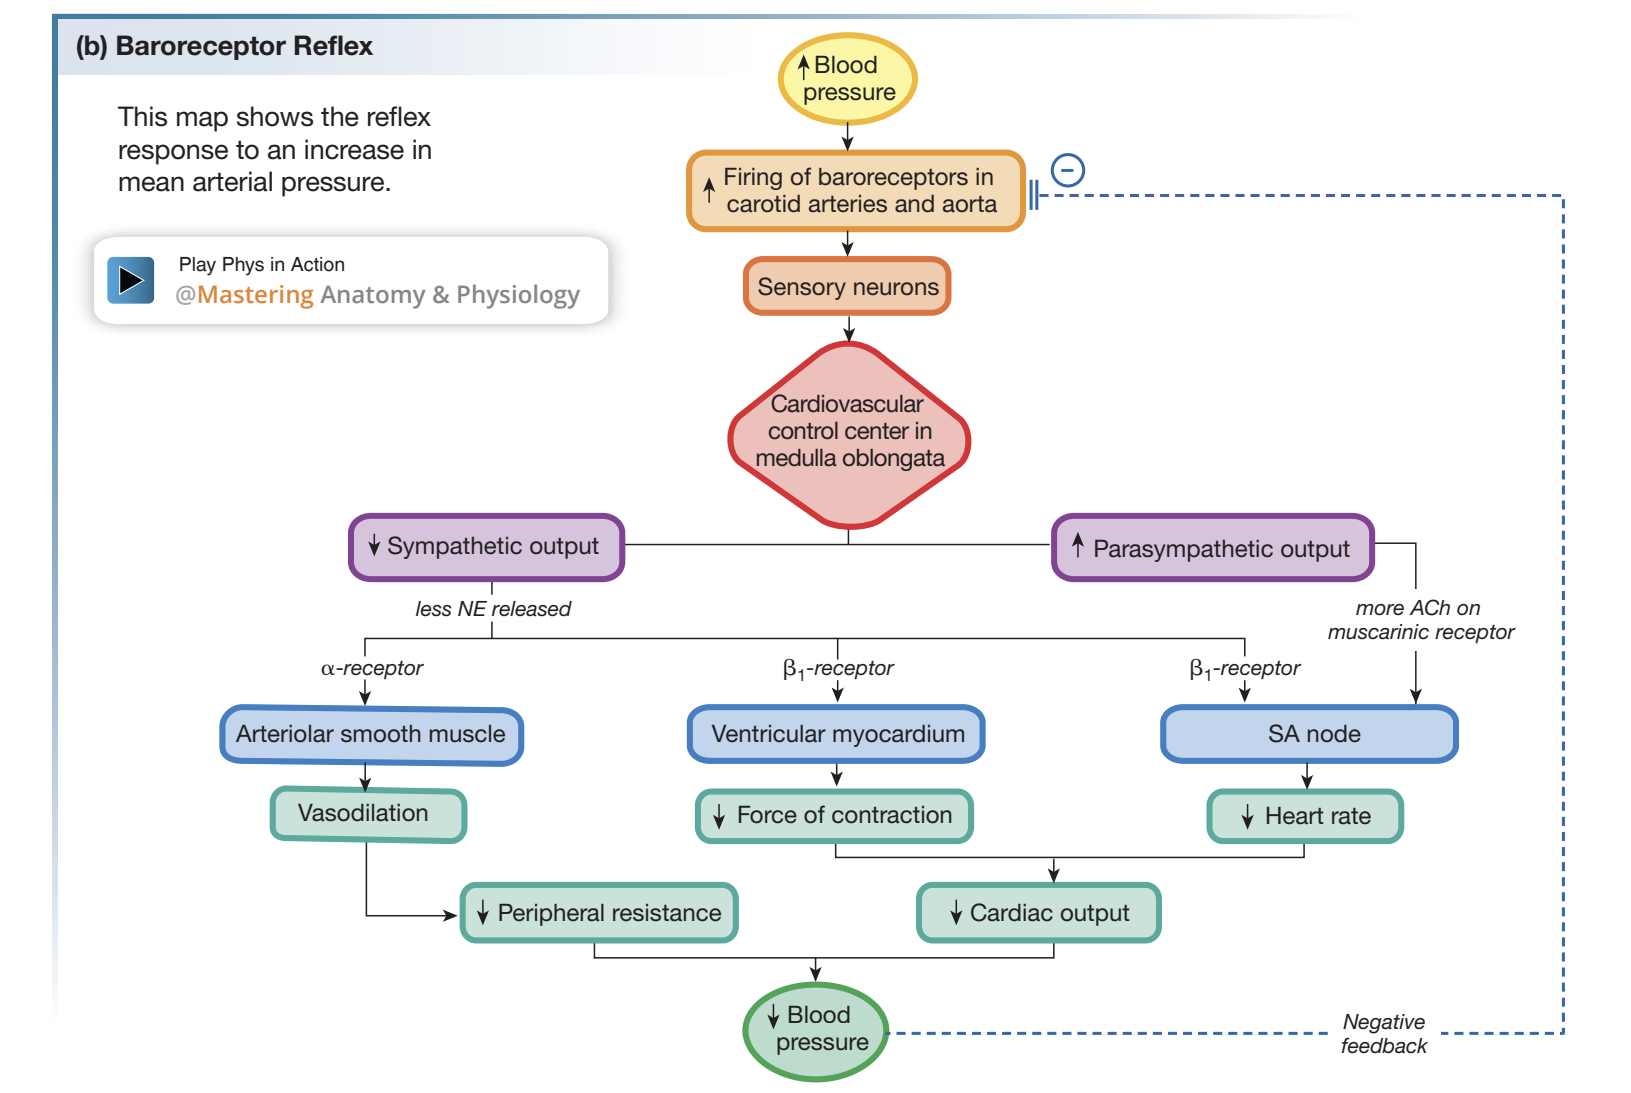 (b) Baroreceptor Reflex
This map shows the reflex
response to an increase in
mean arterial pressure.
Play Phys in Action
@Mastering Anatomy & Physiology
↑ Blood
pressure
↑ Firing of baroreceptors in
carotid arteries and aorta
−
Sensory neurons
Cardiovascular
control center in
medulla oblongata
↓ Sympathetic output
↑ Parasympathetic output
less NE released
more ACh on
muscarinic receptor
α-receptor
β₁-receptor
β₁-receptor
Arteriolar smooth muscle
Ventricular myocardium
SA node
Vasodilation
↓ Force of contraction
↓ Heart rate
↓ Peripheral resistance
↓ Cardiac output
↓ Blood
pressure
Negative
feedback